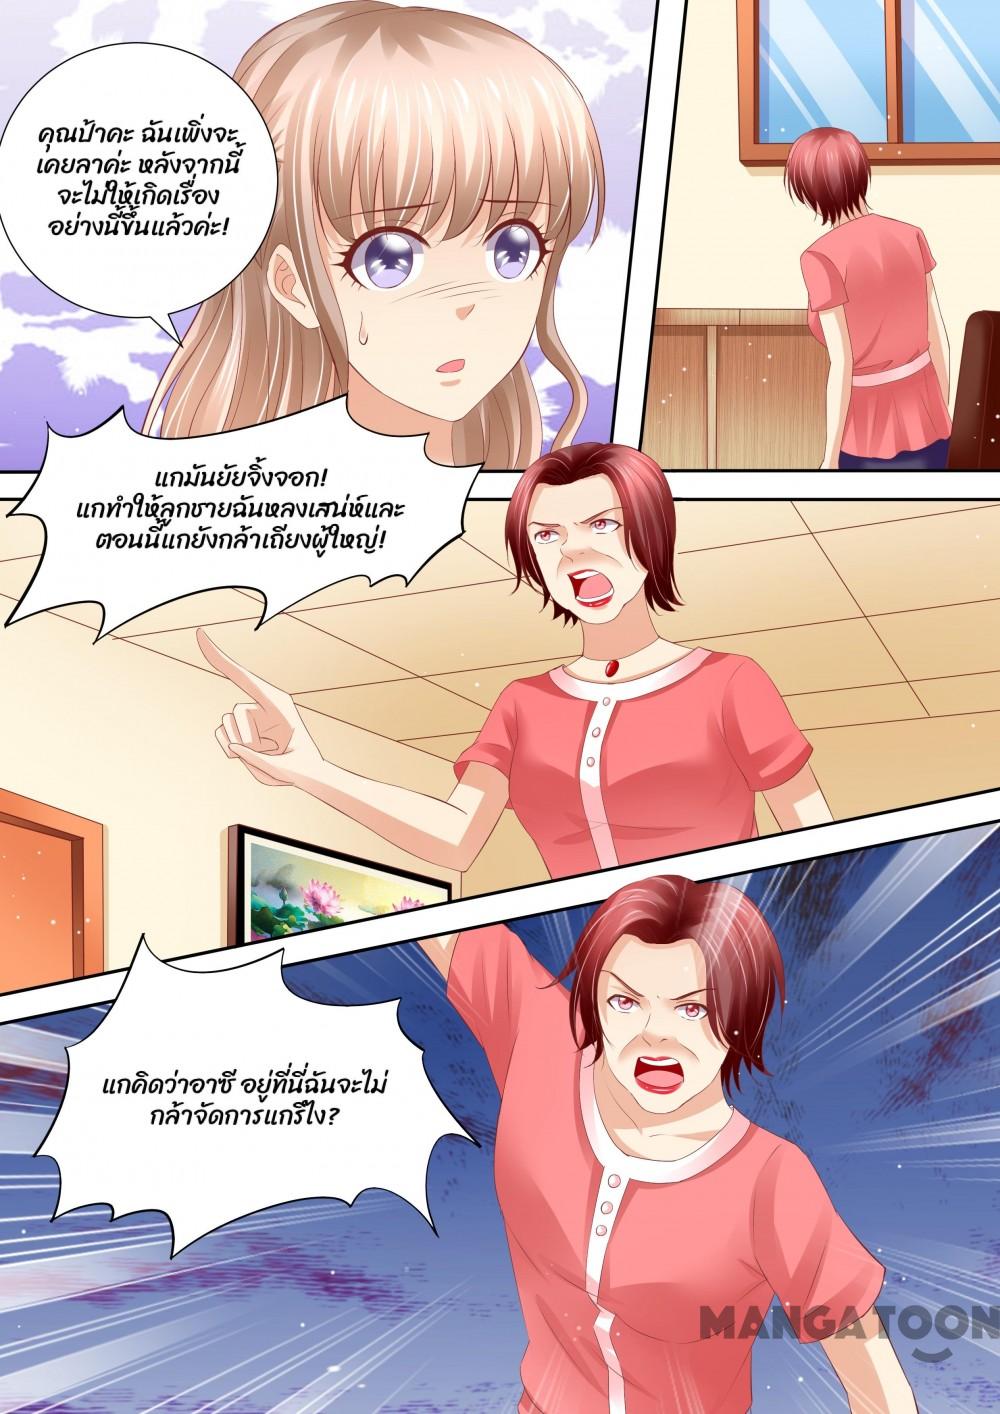 คุณป้าคะ ฉันเพิ่งจะ
เคยลาค่ะ หลังจากนี้
จะไม่ให้เกิดเรื่อง
อย่างนี้ขึ้นแล้วค่ะ!
แกมันยัยจิ้งจอก!
แกทำให้ลูกชายฉันหลงเสน่ห์และ
ตอนนี้แกยังกล้าเถียงผู้ใหญ่!
แกคิดว่าอาซี อยู่ที่นี่ฉันจะไม่
กล้าจัดการแกรึไง?
MANGATOON